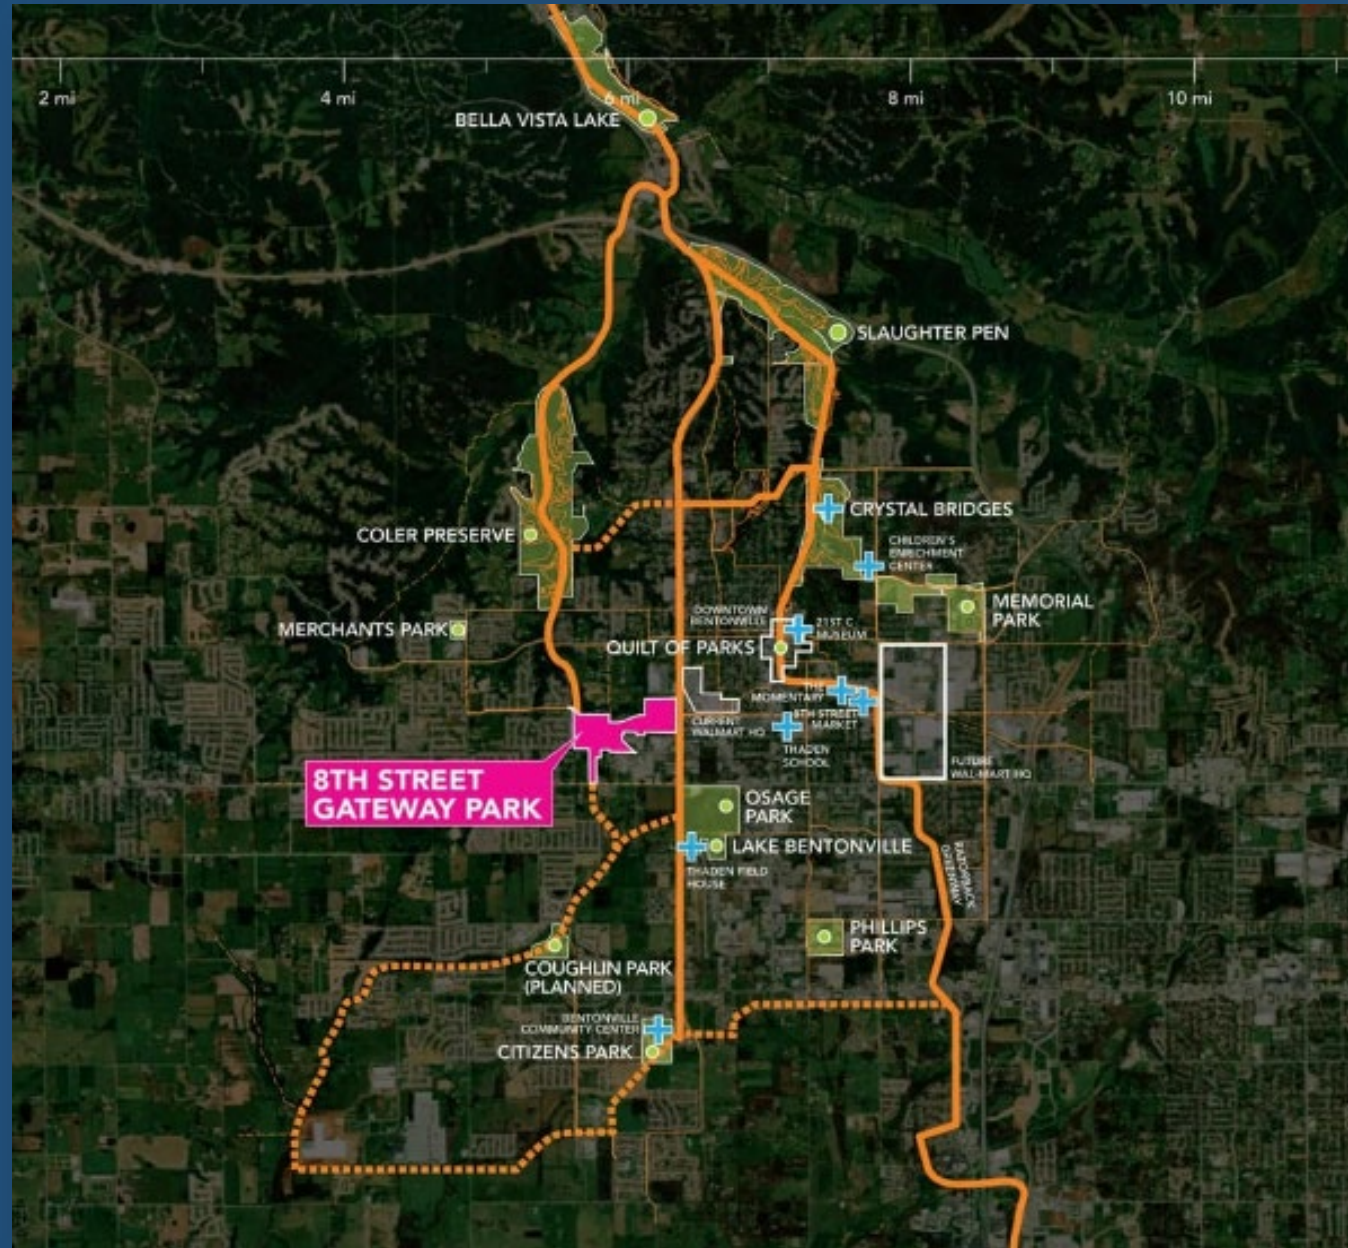 2 mi
4 mi
6 mi
8 mi
10 mi
BELLA VISTA LAKE
SLAUGHTER PEN
CRYSTAL BRIDGES
COLER PRESERVE
CHILDREN'S
ENRICHMENT
CENTER
MEMORIAL
PARK
DOWNTOWN
BENTONVILLE
21ST C.
MUSEUM
MERCHANTS PARK
QUILT OF PARKS
THE
MOMENTARY
8TH STREET
MARKET
CURRENT
WALMART HQ
THADEN
SCHOOL
FUTURE
WAL-MART HQ
8TH STREET
GATEWAY PARK
OSAGE
PARK
LAKE BENTONVILLE
THADEN FIELD
HOUSE
RAZORBACK
GREENWAY
PHILLIPS
PARK
COUGHLIN PARK
(PLANNED)
BENTONVILLE
COMMUNITY CENTER
CITIZENS PARK